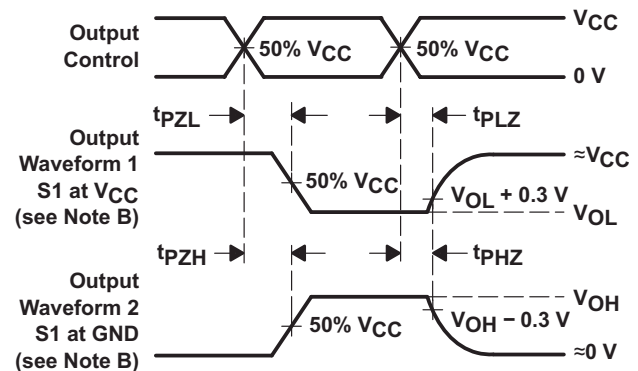 Output
Control
50% VCC
50% VCC
VCC
0 V
tPZL
tPLZ
Output
Waveform 1
S1 at VCC
(see Note B)
50% VCC
≈VCC
VOL + 0.3 V
VOL
tPZH
tPHZ
Output
Waveform 2
S1 at GND
(see Note B)
50% VCC
VOH
VOH − 0.3 V
≈0 V